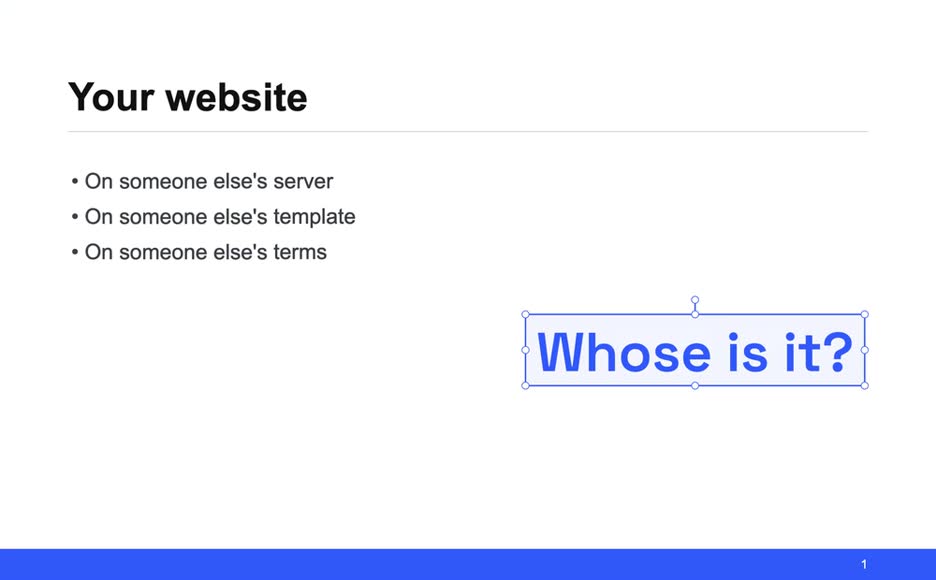 Your website
• On someone else's server
• On someone else's template
• On someone else's terms
Whose is it?
1